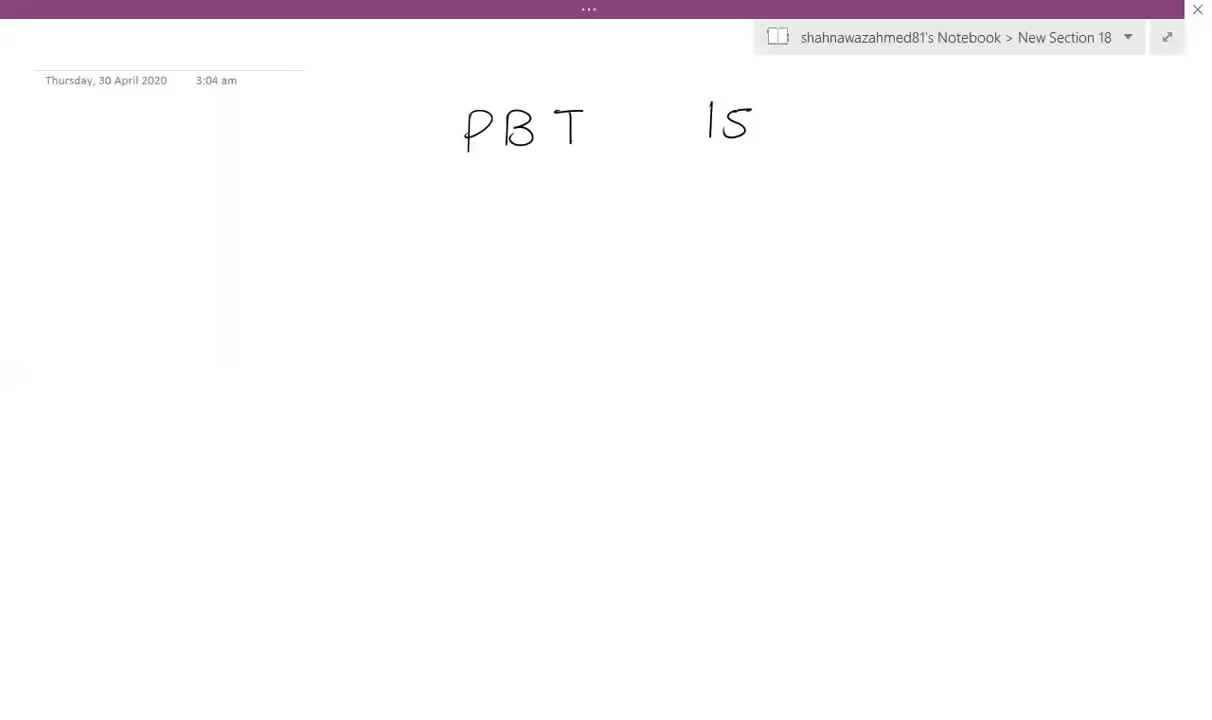 ...
shahnawazahmed81's Notebook > New Section 18
Thursday, 30 April 2020 3:04 am
PBT 15